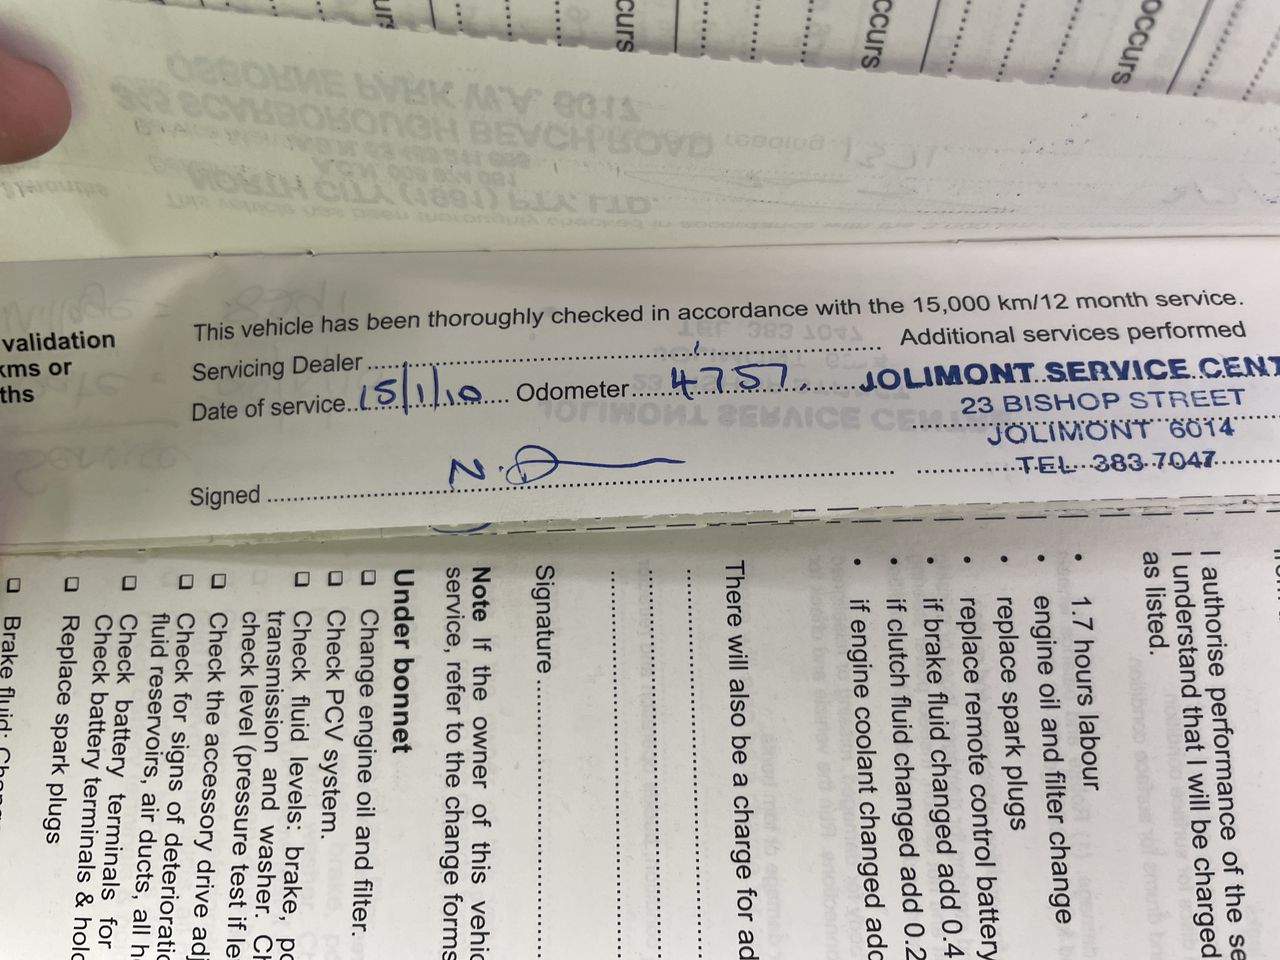 curs
ccurs
occurs
OSBORNE PARK W.A. 6017
SCARBOROUGH BEACH ROAD
NORTH CITY (1981) PTY. LTD.
validation
kms or
ths
This vehicle has been thoroughly checked in accordance with the 15,000 km/12 month service.
Servicing Dealer
Additional services performed
Date of service 15/1/10 Odometer 4757.
JOLIMONT SERVICE CENT
23 BISHOP STREET
JOLIMONT 6014
TEL 383 7047
Signed
I authorise performance of the se
I understand that I will be charged
as listed.
• 1.7 hours labour
• engine oil and filter change
• replace spark plugs
• replace remote control battery
• if brake fluid changed add 0.4
• if clutch fluid changed add 0.2
• if engine coolant changed add
There will also be a charge for ad
Signature
Note If the owner of this vehic
service, refer to the change forms
Under bonnet
❏ Change engine oil and filter.
❏ Check PCV system.
❏ Check fluid levels: brake, po
transmission and washer. Ch
check level (pressure test if le
❏ Check the accessory drive adj
❏ Check for signs of deterioratio
fluid reservoirs, air ducts, all h
❏ Check battery terminals for
Check battery terminals & hold
❏ Replace spark plugs
❏ Brake fluid: Change